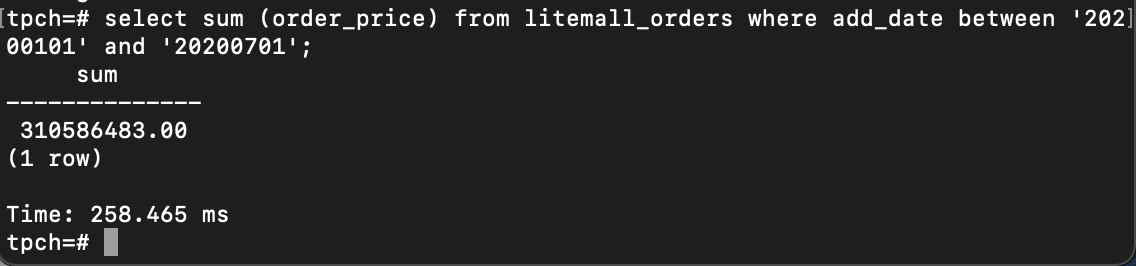 [tpch=# select sum (order_price) from litemall_orders where add_date between '202]
00101' and '20200701';
sum
--------------
310586483.00
(1 row)
Time: 258.465 ms
tpch=#